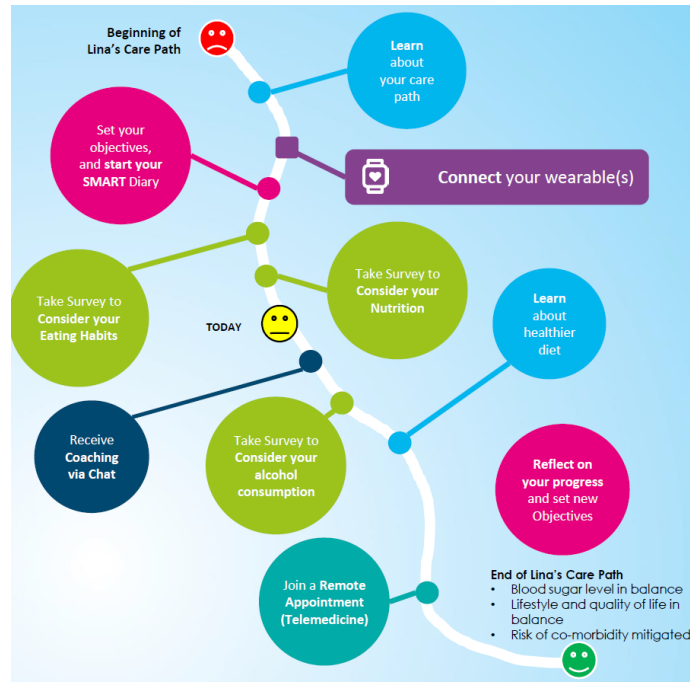 Beginning of
Lina's Care Path
Learn
about
your care
path
Set your
objectives,
and start your
SMART Diary
Connect your wearable(s)
Take Survey to
Consider your
Eating Habits
Take Survey to
Consider your
Nutrition
TODAY
Learn
about
healthier
diet
Receive
Coaching
via Chat
Take Survey to
Consider your
alcohol
consumption
Reflect on
your progress
and set new
Objectives
Join a Remote
Appointment
(Telemedicine)
End of Lina's Care Path
• Blood sugar level in balance
• Lifestyle and quality of life in
balance
• Risk of co-morbidity mitigated